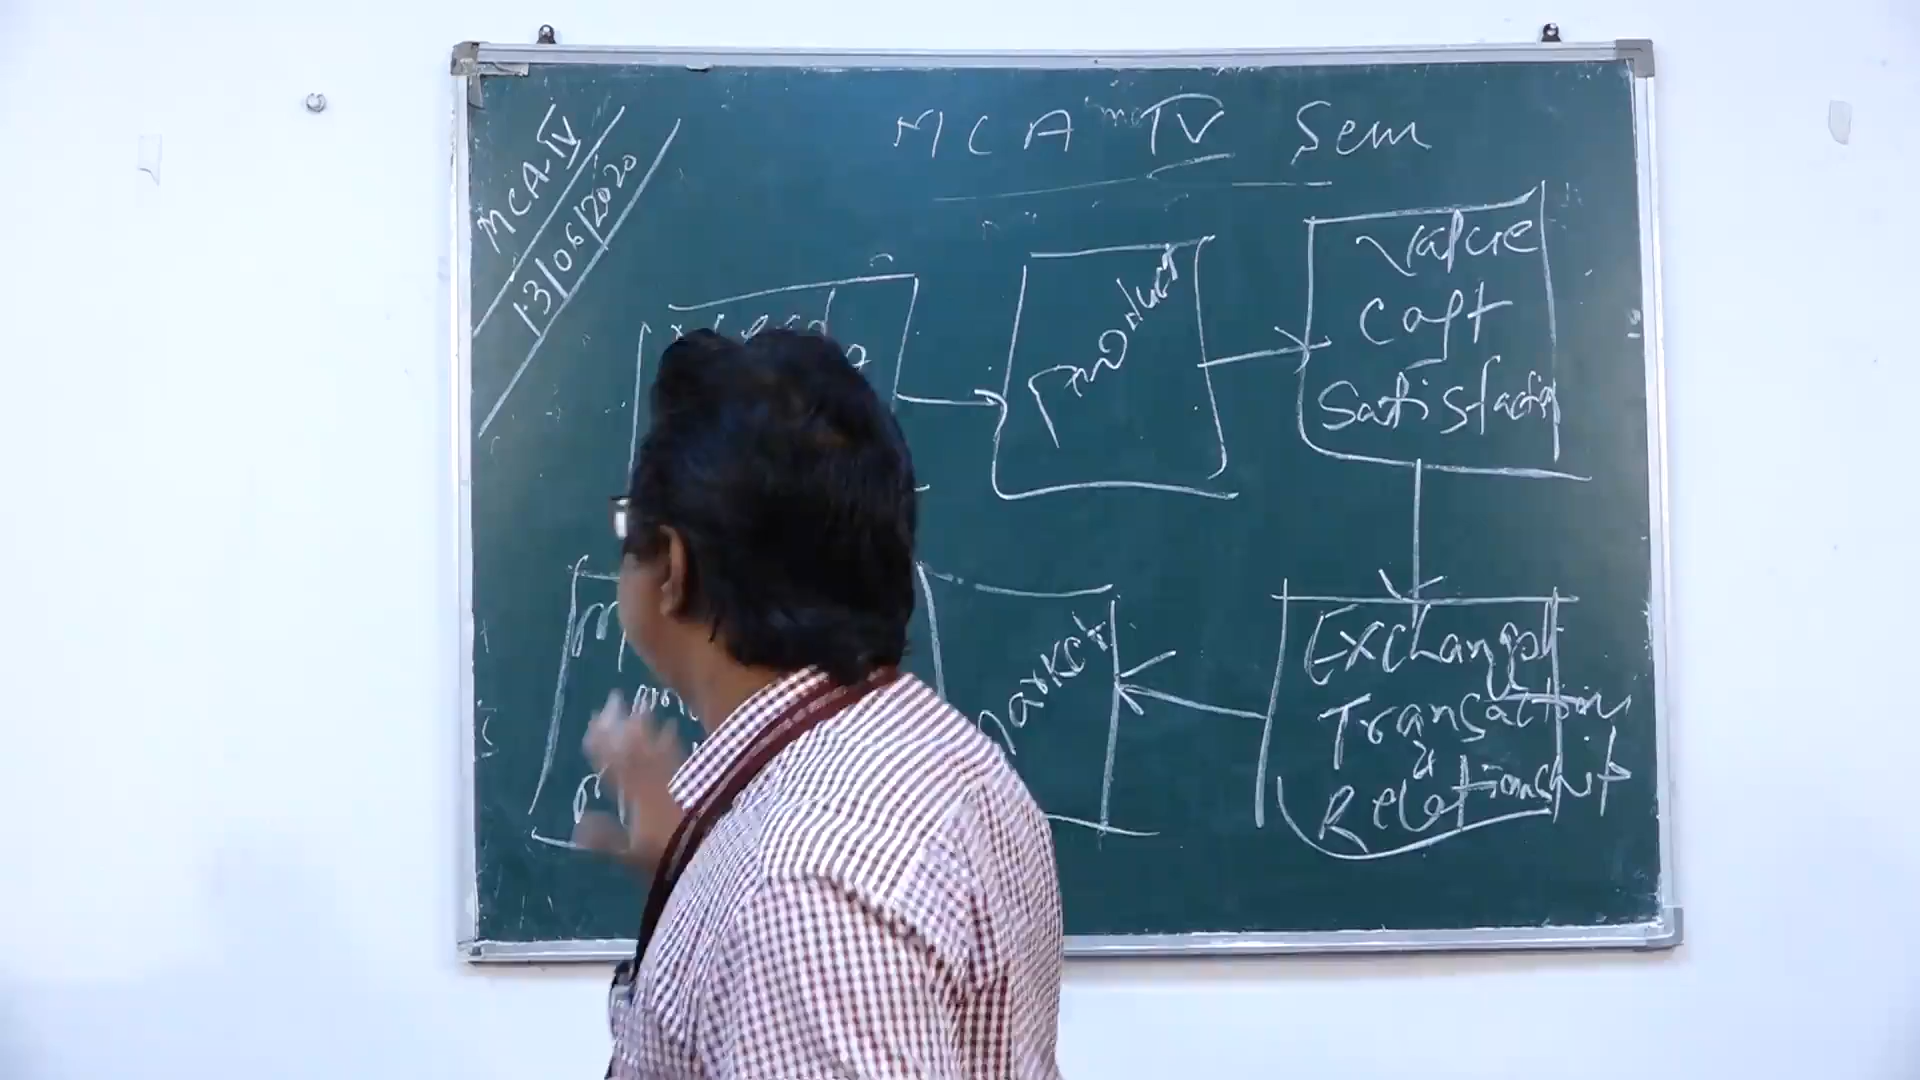 MCA IV Sem
MCA-IV
13/06/2020
Product
Value
Cost
Satisfaction
Exchange
Transaction
&
Relationship
market